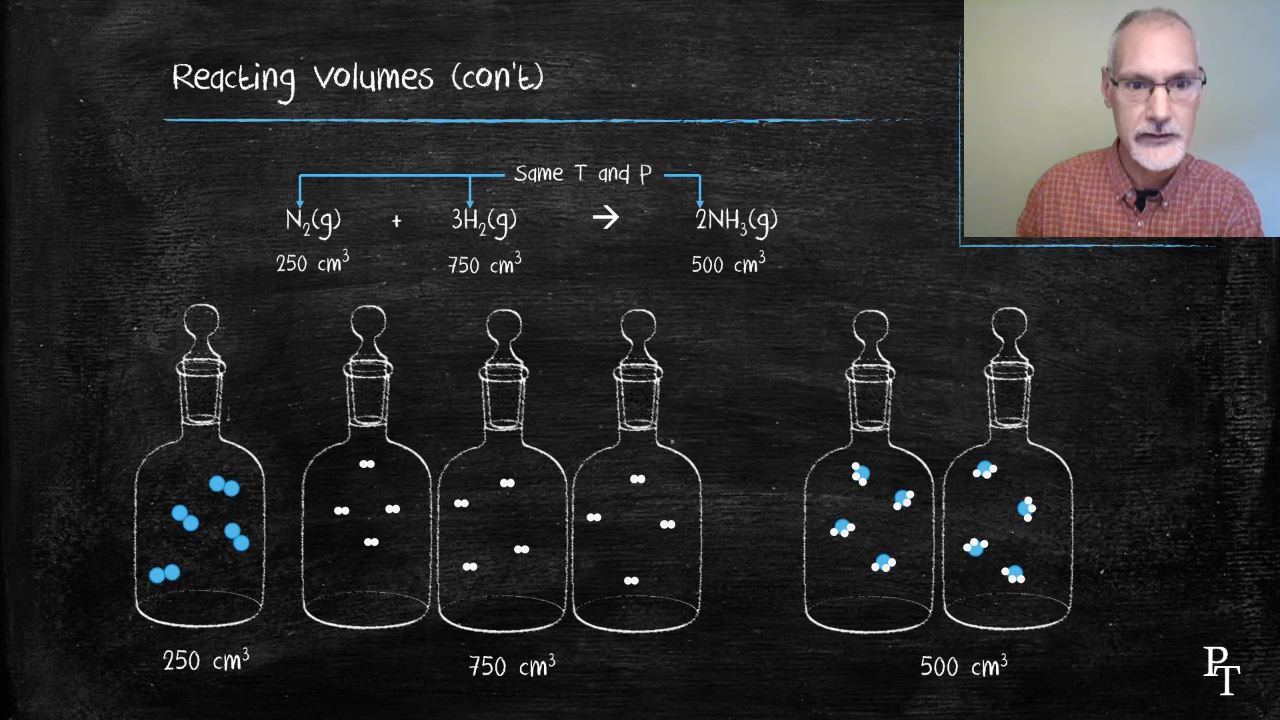 Reacting Volumes (con't)
Same T and P
N₂(g) + 3H₂(g) → 2NH₃(g)
250 cm³ 750 cm³ 500 cm³
250 cm³ 750 cm³ 500 cm³
PT